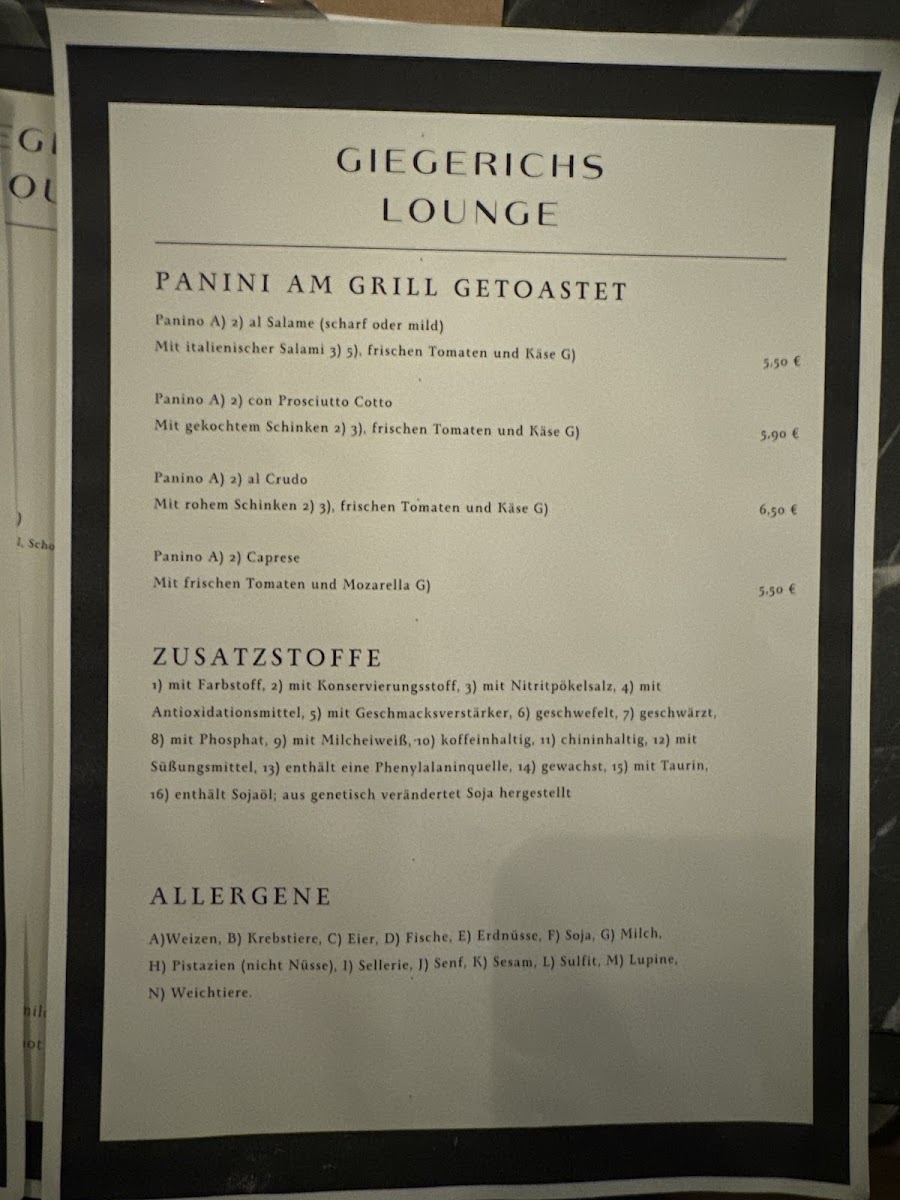 GIEGERICHS
LOUNGE
PANINI AM GRILL GETOASTET
Panino A) 2) al Salame (scharf oder mild)
Mit italienischer Salami 3) 5), frischen Tomaten und Käse G)
5,50 €
Panino A) 2) con Prosciutto Cotto
Mit gekochtem Schinken 2) 3), frischen Tomaten und Käse G)
5,90 €
Panino A) 2) al Crudo
Mit rohem Schinken 2) 3), frischen Tomaten und Käse G)
6,50 €
Panino A) 2) Caprese
Mit frischen Tomaten und Mozarella G)
5,50 €
ZUSATZSTOFFE
1) mit Farbstoff, 2) mit Konservierungsstoff, 3) mit Nitritpökelsalz, 4) mit
Antioxidationsmittel, 5) mit Geschmacksverstärker, 6) geschwefelt, 7) geschwärzt,
8) mit Phosphat, 9) mit Milcheiweiß, 10) koffeinhaltig, 11) chininhaltig, 12) mit
Süßungsmittel, 13) enthält eine Phenylalaninquelle, 14) gewachst, 15) mit Taurin,
16) enthält Sojaöl; aus genetisch verändertet Soja hergestellt
ALLERGENE
A)Weizen, B) Krebstiere, C) Eier, D) Fische, E) Erdnüsse, F) Soja, G) Milch,
H) Pistazien (nicht Nüsse), I) Sellerie, J) Senf, K) Sesam, L) Sulfit, M) Lupine,
N) Weichtiere.